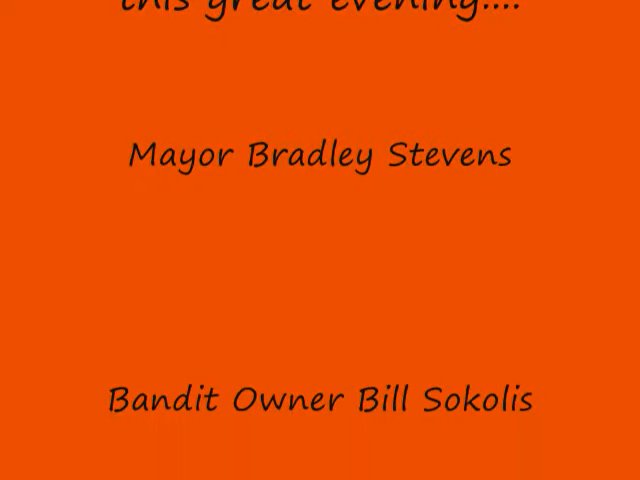 this great evening....
Mayor Bradley Stevens
Bandit Owner Bill Sokolis